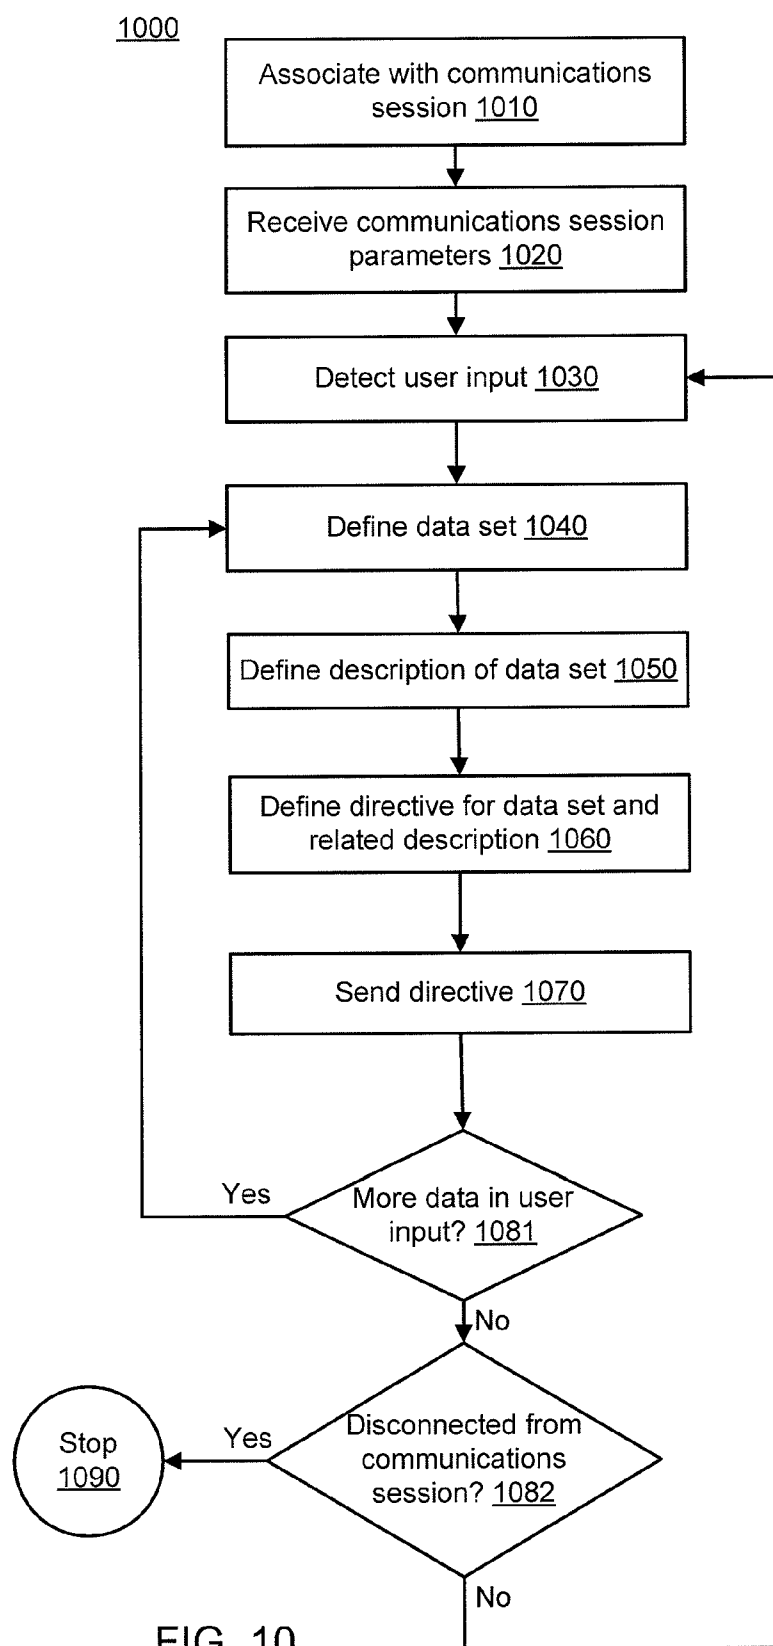 1000
Associate with communications
session 1010
Receive communications session
parameters 1020
Detect user input 1030
Define data set 1040
Define description of data set 1050
Define directive for data set and
related description 1060
Send directive 1070
Yes
More data in user
input? 1081
No
Stop
1090
Yes
Disconnected from
communications
session? 1082
No
FIG. 10